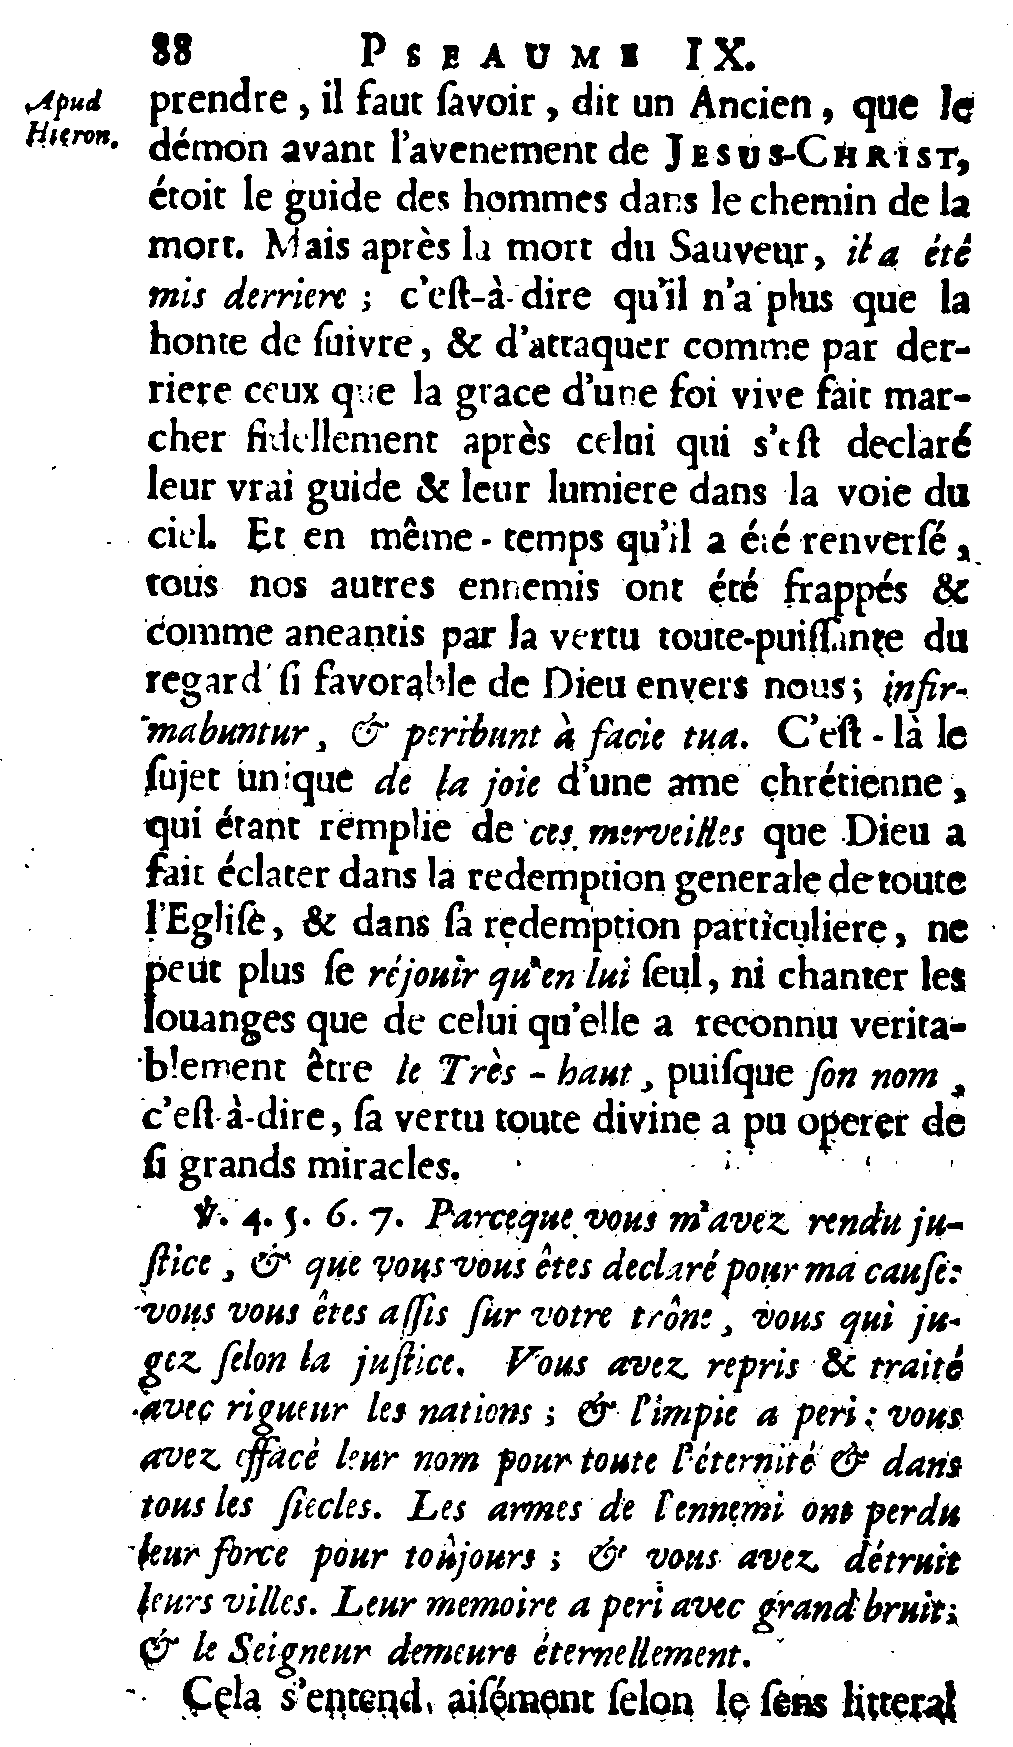 88 PSEAUME IX.
Apud
Hieron.
prendre, il faut ſavoir, dit un Ancien, que le
démon avant l'avenement de JESUS-CHRIST,
étoit le guide des hommes dans le chemin de la
mort. Mais après la mort du Sauveur, il a été
mis derriere ; c'eſt-à-dire qu'il n'a plus que la
honte de ſuivre, & d'attaquer comme par der-
riere ceux que la grace d'une foi vive fait mar-
cher fidellement après celui qui s'eſt declaré
leur vrai guide & leur lumiere dans la voie du
ciel. Et en même-temps qu'il a été renverſé,
tous nos autres ennemis ont été frappés &
comme aneantis par la vertu toute-puiſſante du
regard ſi favorable de Dieu envers nous; infir-
mabuntur, & peribunt à facie tua. C'eſt-là le
ſujet unique de la joie d'une ame chrétienne,
qui étant remplie de ces merveilles que Dieu a
fait éclater dans la redemption generale de toute
l'Egliſe, & dans ſa redemption particuliere, ne
peut plus ſe réjouir qu'en lui ſeul, ni chanter les
louanges que de celui qu'elle a reconnu verita-
blement être le Très-haut, puiſque ſon nom,
c'eſt-à-dire, ſa vertu toute divine a pu operer de
ſi grands miracles.
℣. 4. 5. 6. 7. Parceque vous m'avez rendu ju-
ſtice, & que vous vous êtes declaré pour ma cauſe:
vous vous êtes aſſis ſur votre trône, vous qui ju-
gez ſelon la juſtice. Vous avez repris & traité
avec rigueur les nations ; & l'impie a peri : vous
avez effacé leur nom pour toute l'éternité & dans
tous les ſiecles. Les armes de l'ennemi ont perdu
leur force pour toûjours ; & vous avez détruit
leurs villes. Leur memoire a peri avec grand bruit;
& le Seigneur demeure éternellement.
Cela s'entend aiſément ſelon le ſens litteral